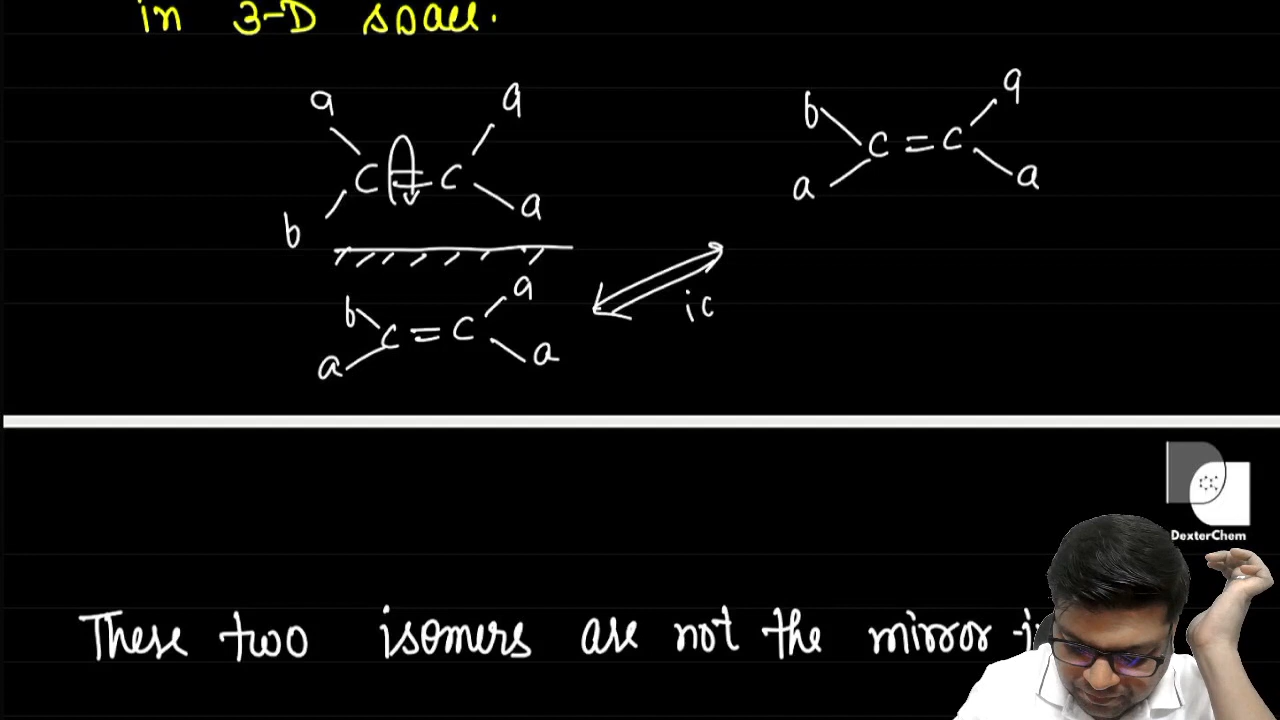 in 3-D space.
a a
C = C
b a
b a
C = C
a a
b a
C = C
a a
ic
DexterChem
These two isomers are not the mirror